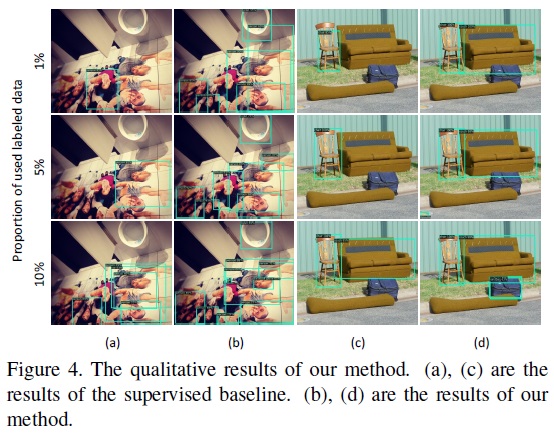 Proportion of used labeled data
1%
5%
10%
(a)
(b)
(c)
(d)
Figure 4. The qualitative results of our method. (a), (c) are the
results of the supervised baseline. (b), (d) are the results of our
method.